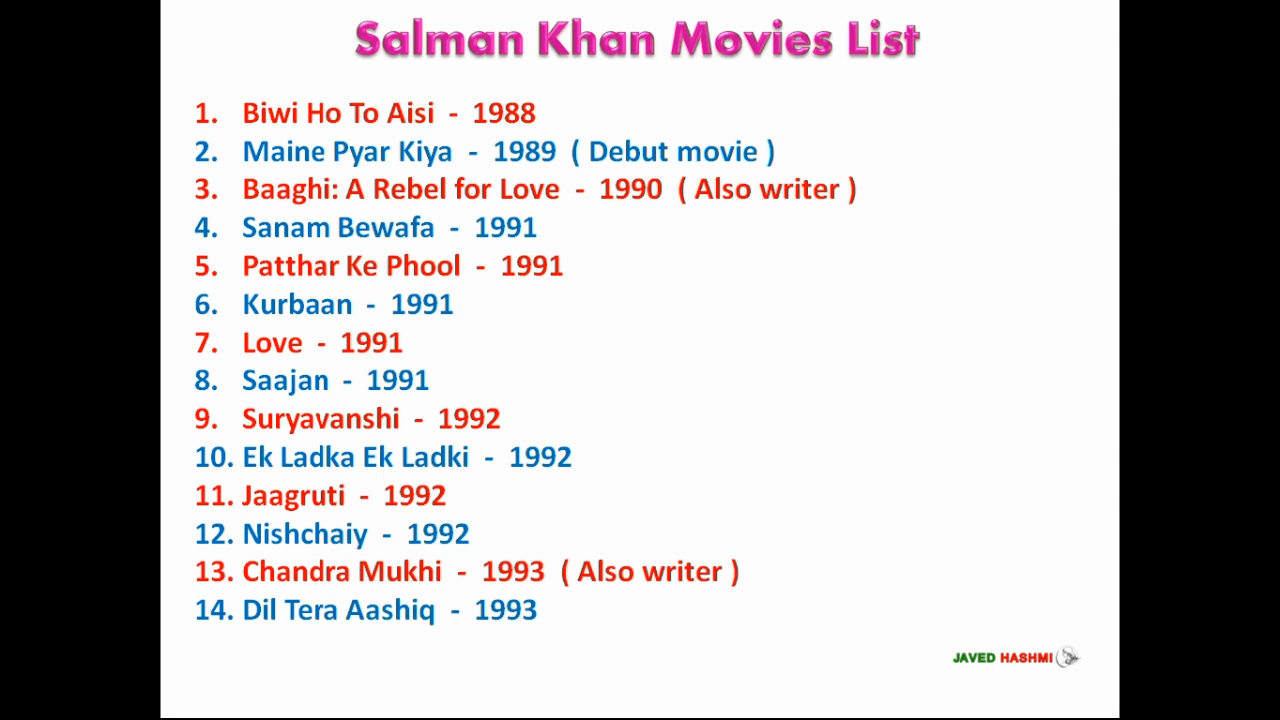 Salman Khan Movies List
1. Biwi Ho To Aisi - 1988
2. Maine Pyar Kiya - 1989 ( Debut movie )
3. Baaghi: A Rebel for Love - 1990 ( Also writer )
4. Sanam Bewafa - 1991
5. Patthar Ke Phool - 1991
6. Kurbaan - 1991
7. Love - 1991
8. Saajan - 1991
9. Suryavanshi - 1992
10. Ek Ladka Ek Ladki - 1992
11. Jaagruti - 1992
12. Nishchaiy - 1992
13. Chandra Mukhi - 1993 ( Also writer )
14. Dil Tera Aashiq - 1993
JAVED HASHMI